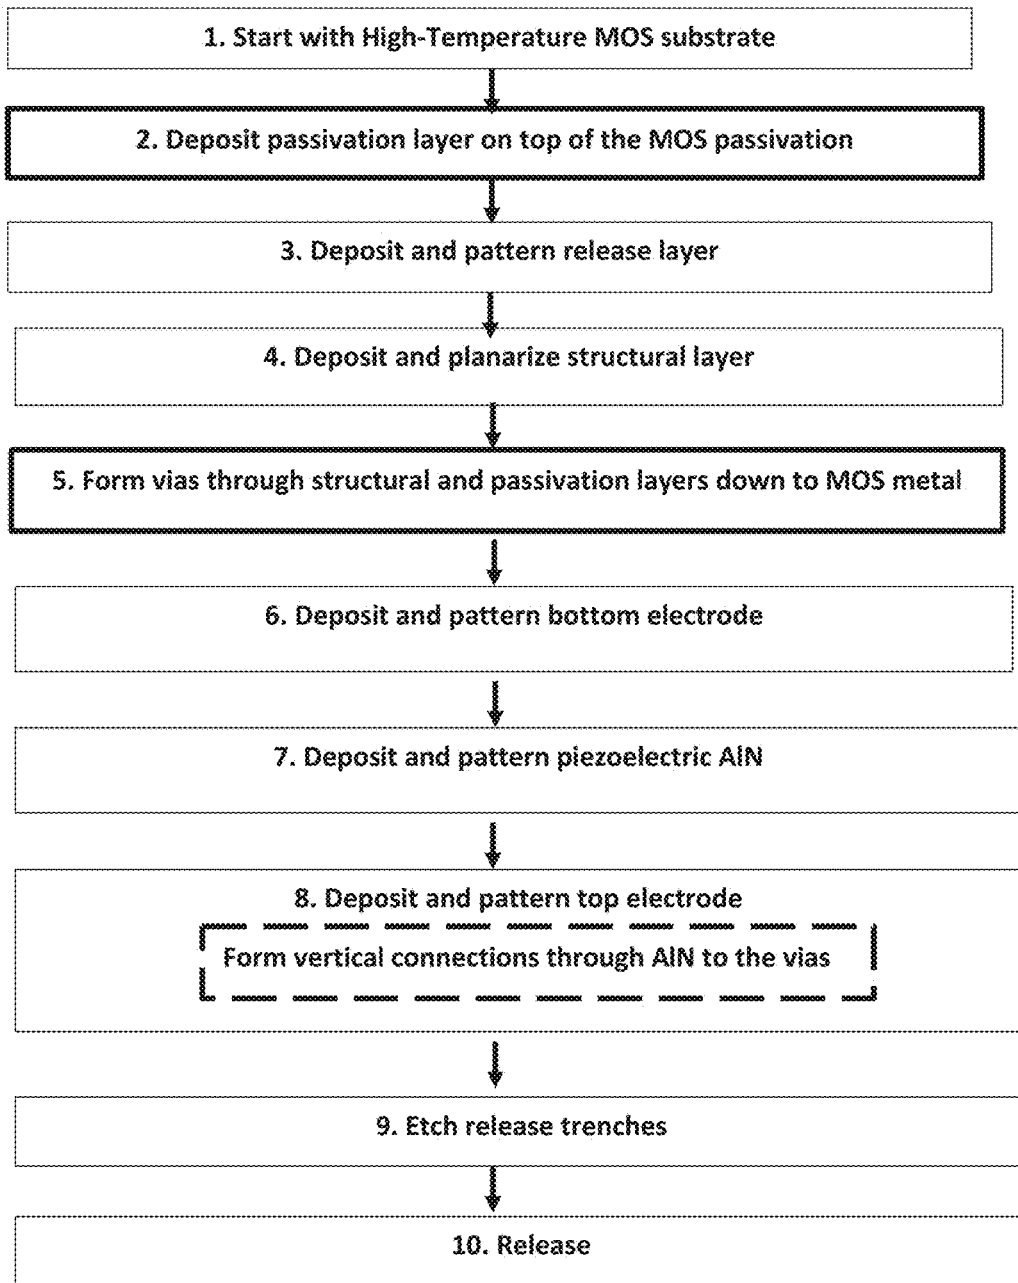 1. Start with High-Temperature MOS substrate
2. Deposit passivation layer on top of the MOS passivation
3. Deposit and pattern release layer
4. Deposit and planarize structural layer
5. Form vias through structural and passivation layers down to MOS metal
6. Deposit and pattern bottom electrode
7. Deposit and pattern piezoelectric AlN
8. Deposit and pattern top electrode
Form vertical connections through AlN to the vias
9. Etch release trenches
10. Release